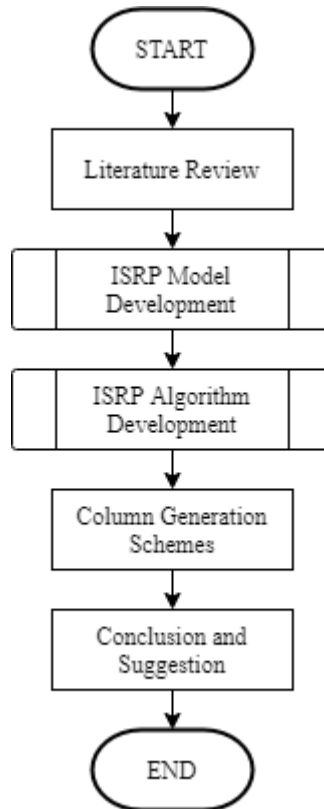 START
Literature Review
ISRP Model
Development
ISRP Algorithm
Development
Column Generation
Schemes
Conclusion and
Suggestion
END